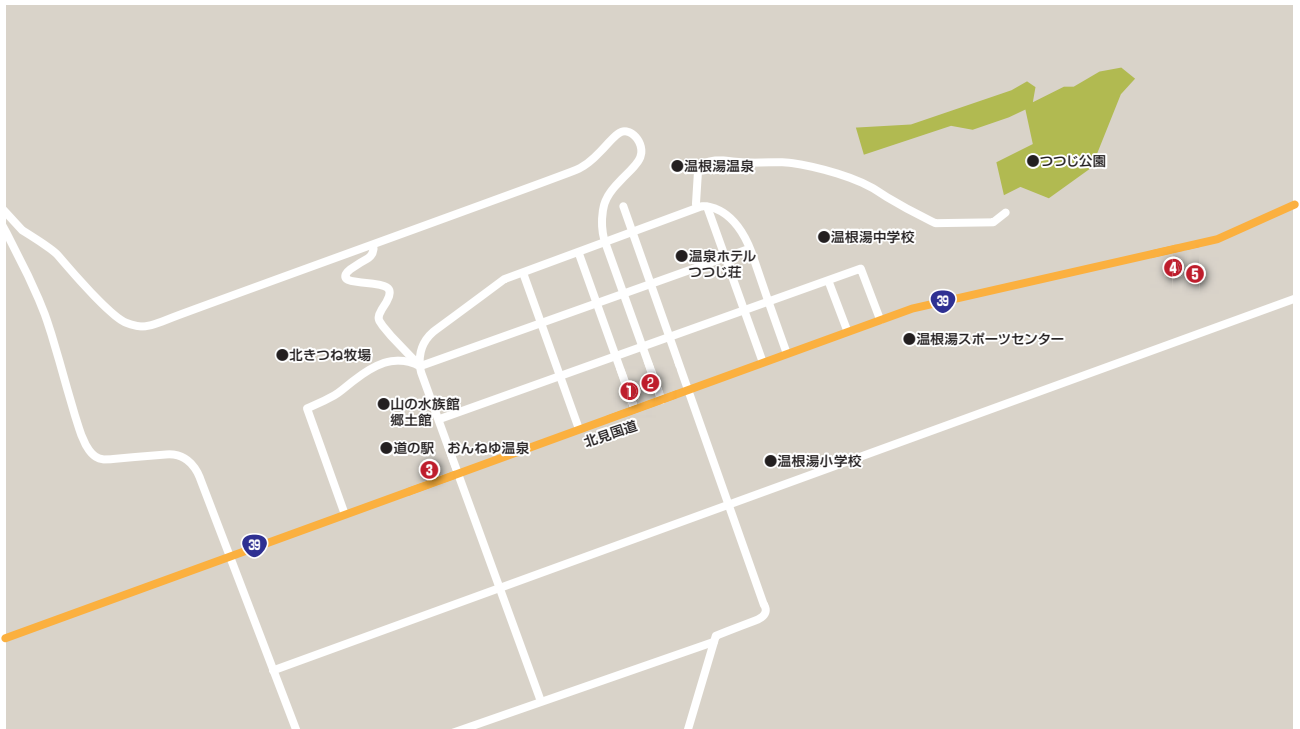 温根湯温泉
つつじ公園
温根湯中学校
温泉ホテル
つつじ荘
4
5
39
温根湯スポーツセンター
北きつね牧場
1
2
山の水族館
郷土館
北見国道
道の駅 おんねゆ温泉
3
温根湯小学校
39